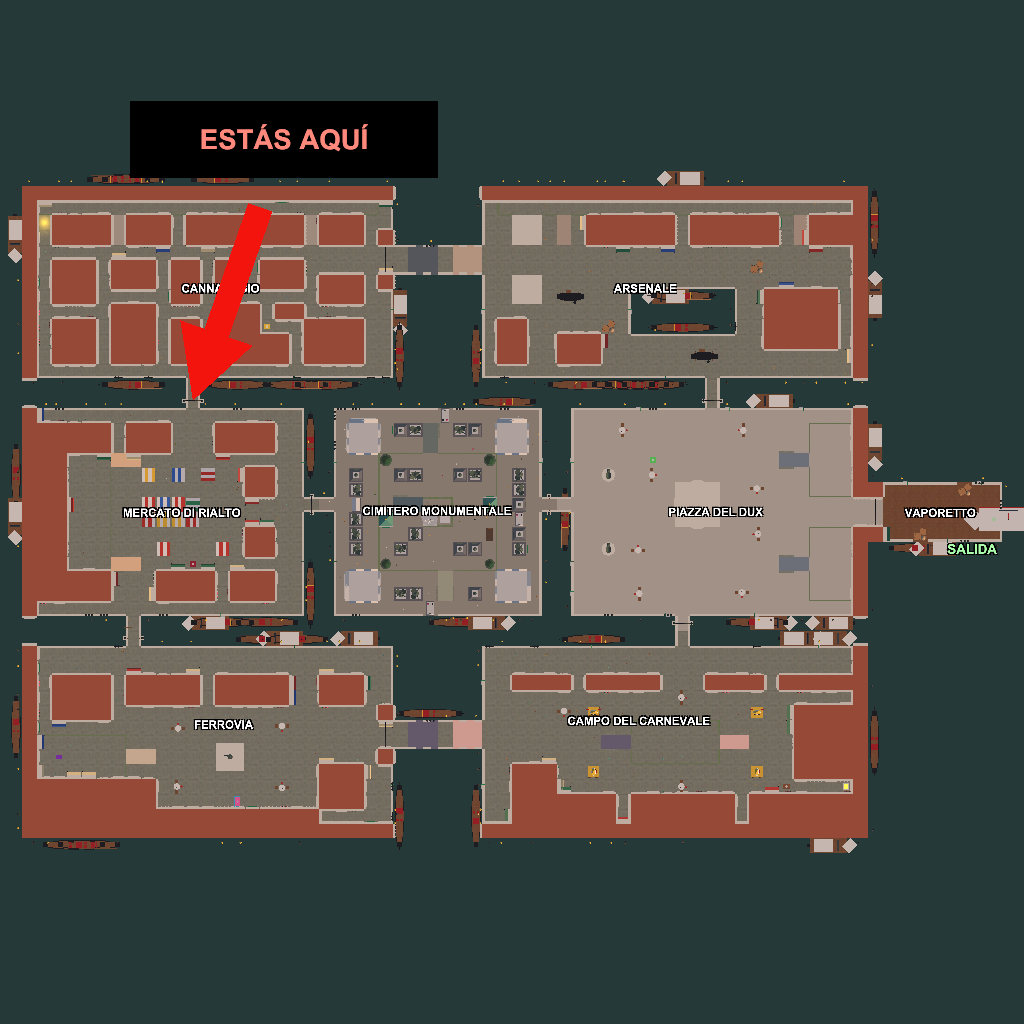 ESTÁS AQUÍ
ARSENALE
MERCATO DI RIALTO
CIMITERO MONUMENTALE
PIAZZA DEL DUX
VAPORETTO
SALIDA
FERROVIA
CAMPO DEL CARNEVALE